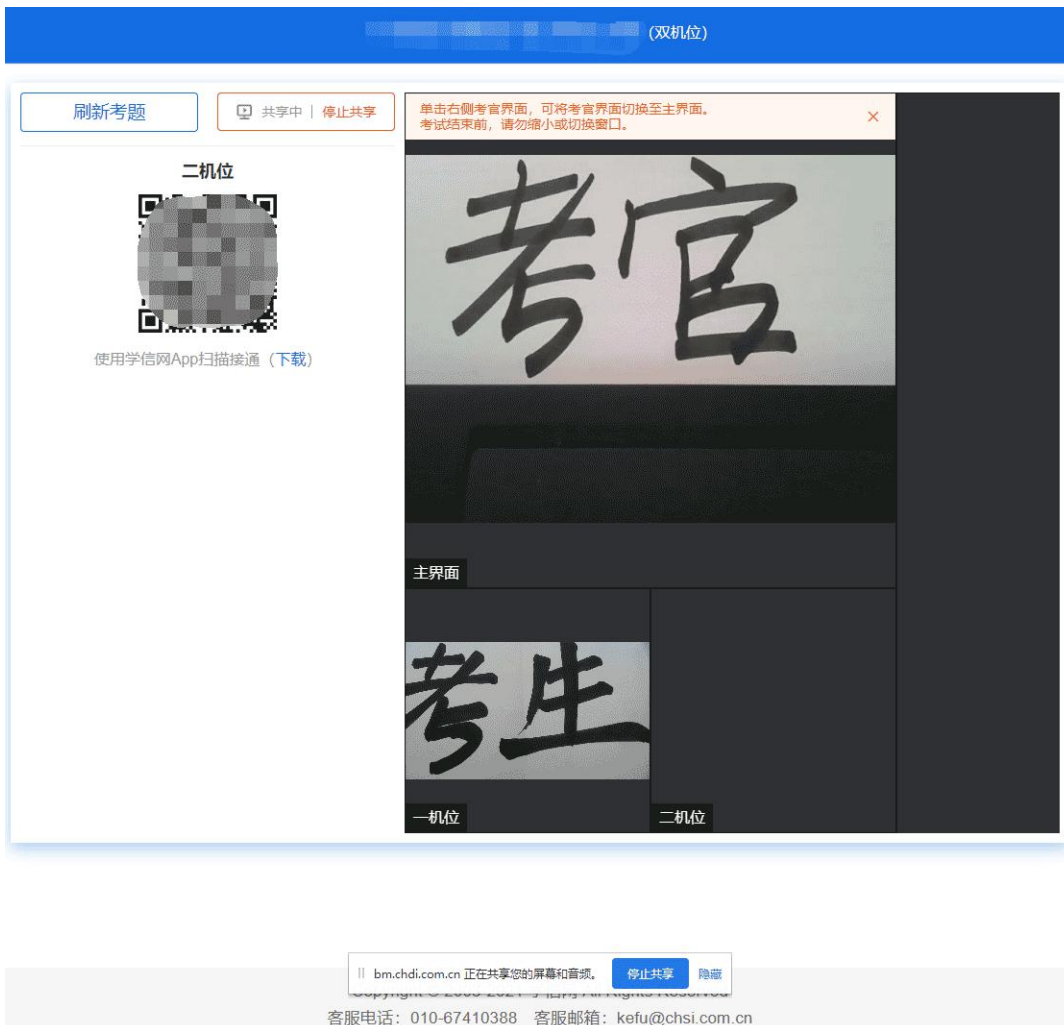 (双机位)
刷新考题
共享中 | 停止共享
二机位
使用学信网App扫描接通（下载）
单击右侧考官界面，可将考官界面切换至主界面。
考试结束前，请勿缩小或切换窗口。
考官
主界面
考生
一机位
二机位
bm.chdi.com.cn 正在共享您的屏幕和音频。
停止共享
隐藏
客服电话：010-67410388 客服邮箱：kefu@chsi.com.cn